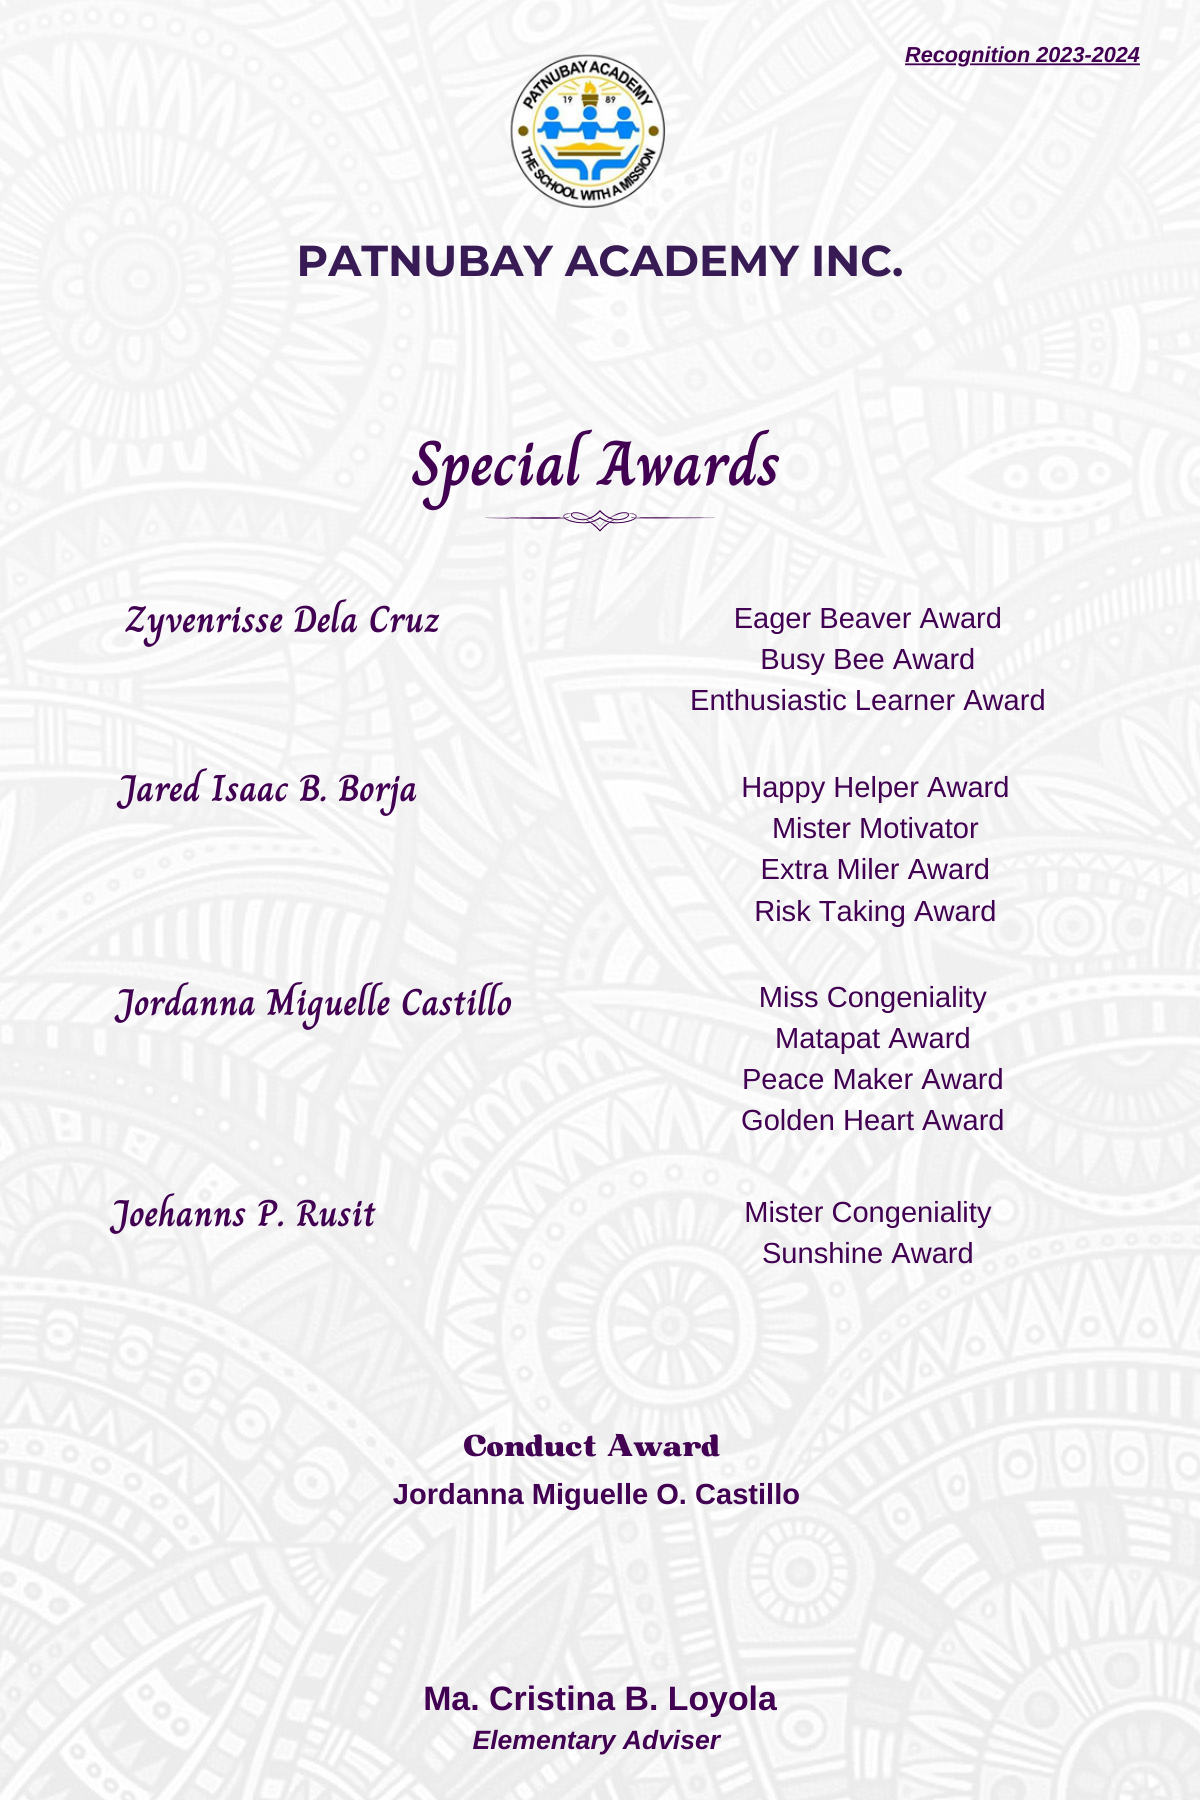 Recognition 2023-2024
PATNUBAY ACADEMY
19 89
THE SCHOOL WITH A MISSION
PATNUBAY ACADEMY INC.
Special Awards
Zyvenrisse Dela Cruz
Eager Beaver Award
Busy Bee Award
Enthusiastic Learner Award
Jared Isaac B. Borja
Happy Helper Award
Mister Motivator
Extra Miler Award
Risk Taking Award
Jordanna Miguelle Castillo
Miss Congeniality
Matapat Award
Peace Maker Award
Golden Heart Award
Joehanns P. Rusit
Mister Congeniality
Sunshine Award
Conduct Award
Jordanna Miguelle O. Castillo
Ma. Cristina B. Loyola
Elementary Adviser